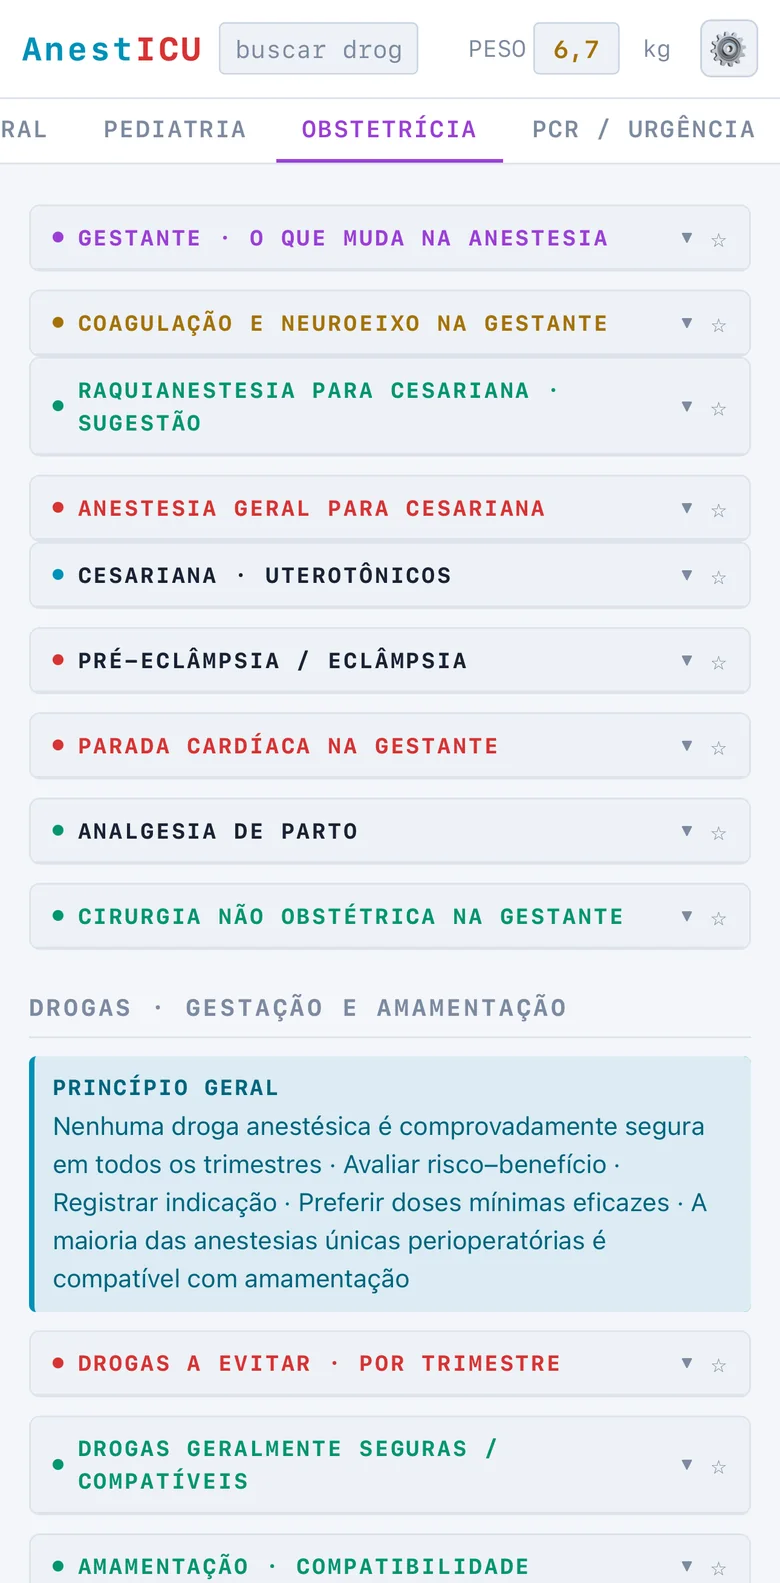 AnestICU buscar drog PESO 6,7 kg
RAL PEDIATRIA OBSTETRÍCIA PCR / URGÊNCIA
GESTANTE · O QUE MUDA NA ANESTESIA
COAGULAÇÃO E NEUROEIXO NA GESTANTE
RAQUIANESTESIA PARA CESARIANA ·
SUGESTÃO
ANESTESIA GERAL PARA CESARIANA
CESARIANA · UTEROTÔNICOS
PRÉ-ECLÂMPSIA / ECLÂMPSIA
PARADA CARDÍACA NA GESTANTE
ANALGESIA DE PARTO
CIRURGIA NÃO OBSTÉTRICA NA GESTANTE
DROGAS · GESTAÇÃO E AMAMENTAÇÃO
PRINCÍPIO GERAL
Nenhuma droga anestésica é comprovadamente segura
em todos os trimestres · Avaliar risco–benefício ·
Registrar indicação · Preferir doses mínimas eficazes · A
maioria das anestesias únicas perioperatórias é
compatível com amamentação
DROGAS A EVITAR · POR TRIMESTRE
DROGAS GERALMENTE SEGURAS /
COMPATÍVEIS
AMAMENTAÇÃO · COMPATIBILIDADE